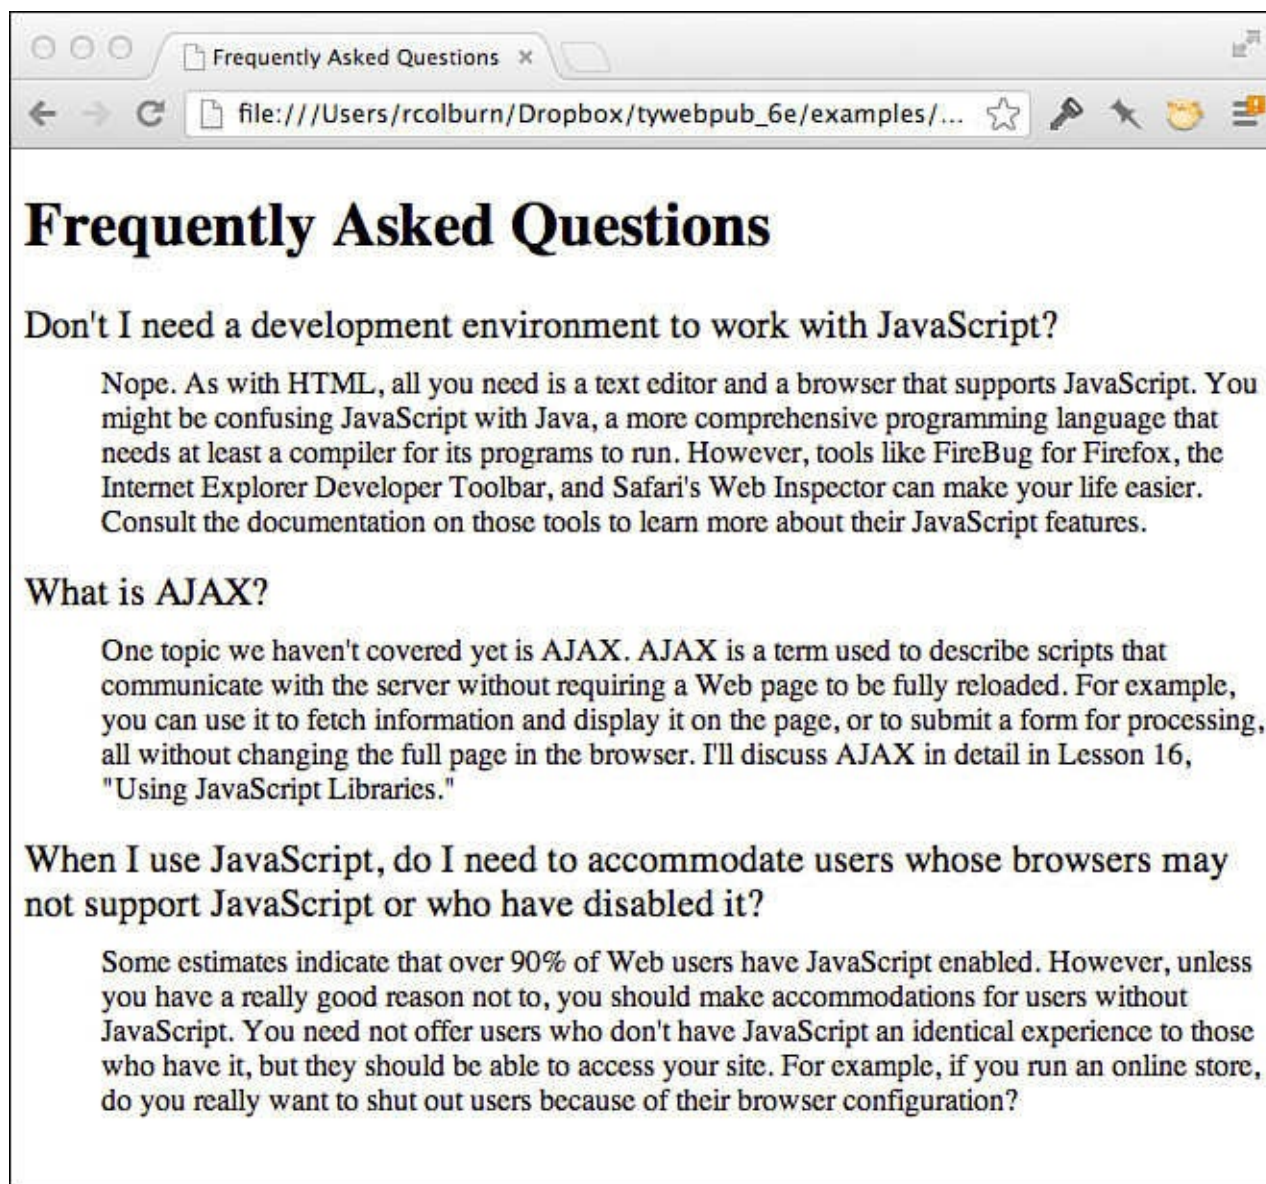 Frequently Asked Questions
file:///Users/rcolburn/Dropbox/tywebpub_6e/examples/...
Frequently Asked Questions
Don't I need a development environment to work with JavaScript?
Nope. As with HTML, all you need is a text editor and a browser that supports JavaScript. You
might be confusing JavaScript with Java, a more comprehensive programming language that
needs at least a compiler for its programs to run. However, tools like FireBug for Firefox, the
Internet Explorer Developer Toolbar, and Safari's Web Inspector can make your life easier.
Consult the documentation on those tools to learn more about their JavaScript features.
What is AJAX?
One topic we haven't covered yet is AJAX. AJAX is a term used to describe scripts that
communicate with the server without requiring a Web page to be fully reloaded. For example,
you can use it to fetch information and display it on the page, or to submit a form for processing,
all without changing the full page in the browser. I'll discuss AJAX in detail in Lesson 16,
"Using JavaScript Libraries."
When I use JavaScript, do I need to accommodate users whose browsers may
not support JavaScript or who have disabled it?
Some estimates indicate that over 90% of Web users have JavaScript enabled. However, unless
you have a really good reason not to, you should make accommodations for users without
JavaScript. You need not offer users who don't have JavaScript an identical experience to those
who have it, but they should be able to access your site. For example, if you run an online store,
do you really want to shut out users because of their browser configuration?